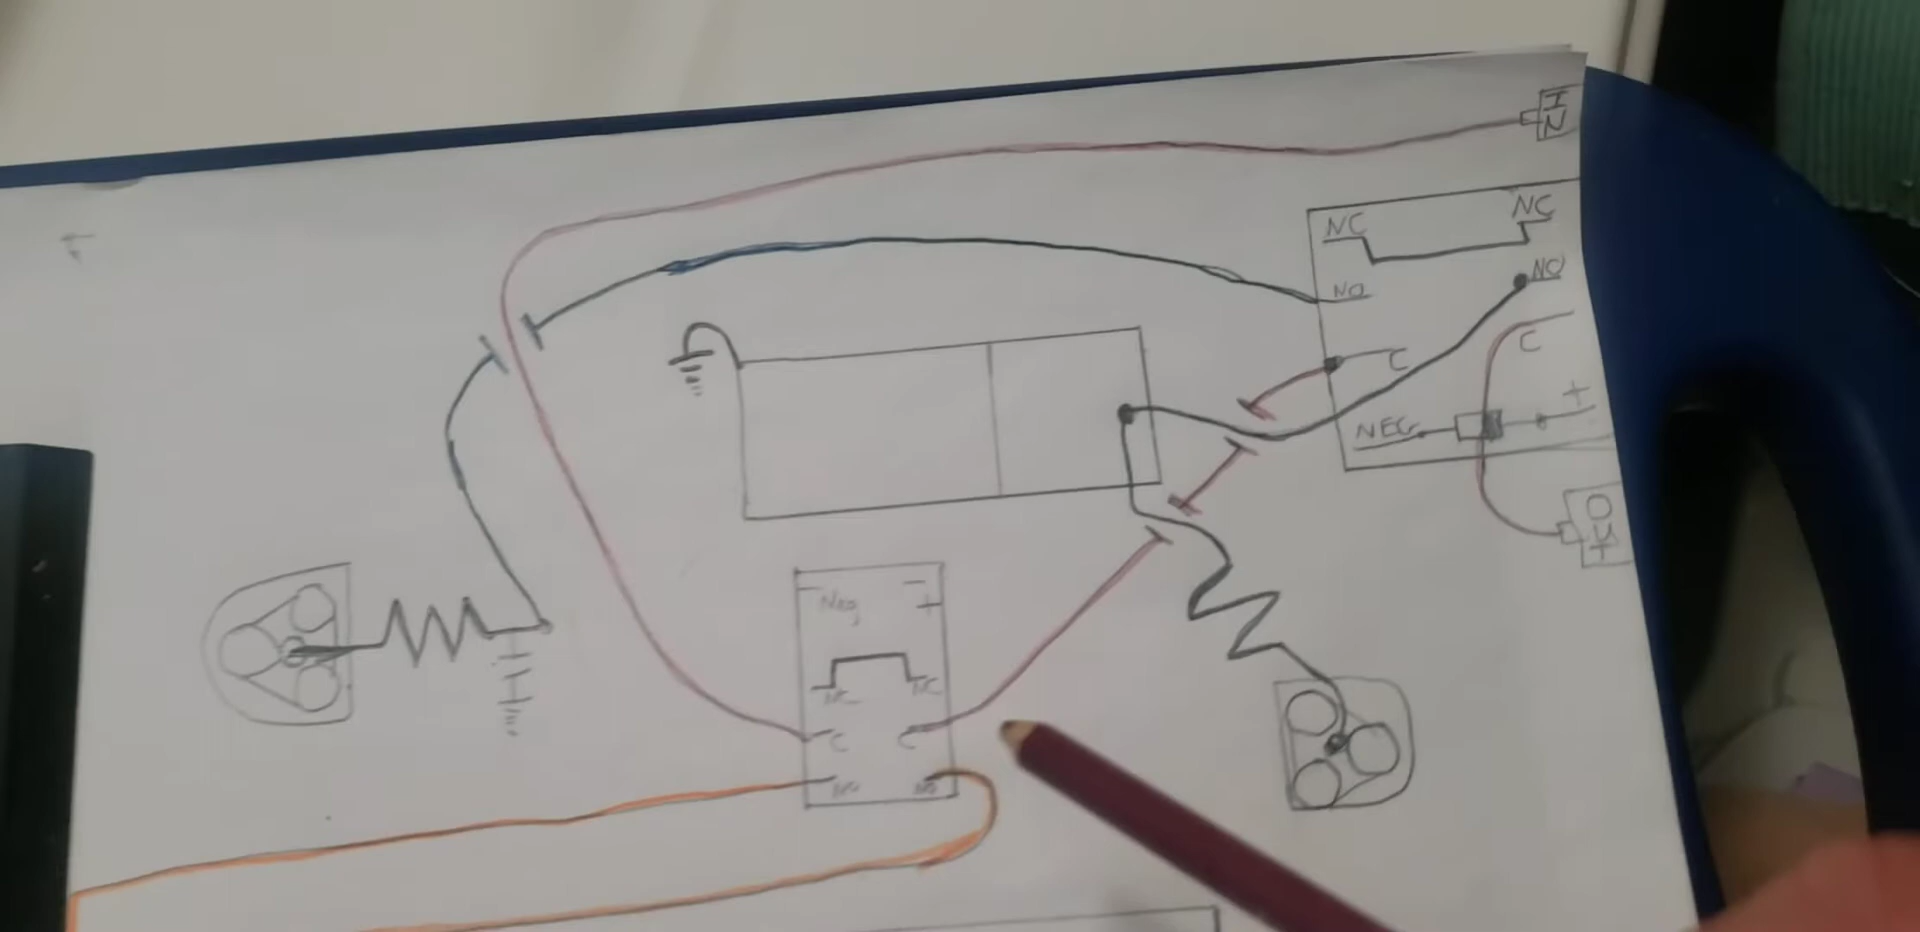 IN
NC NC
NO
NO
C
C
NEG +
OUT
Neg - +
NC NC
C C
NO NO